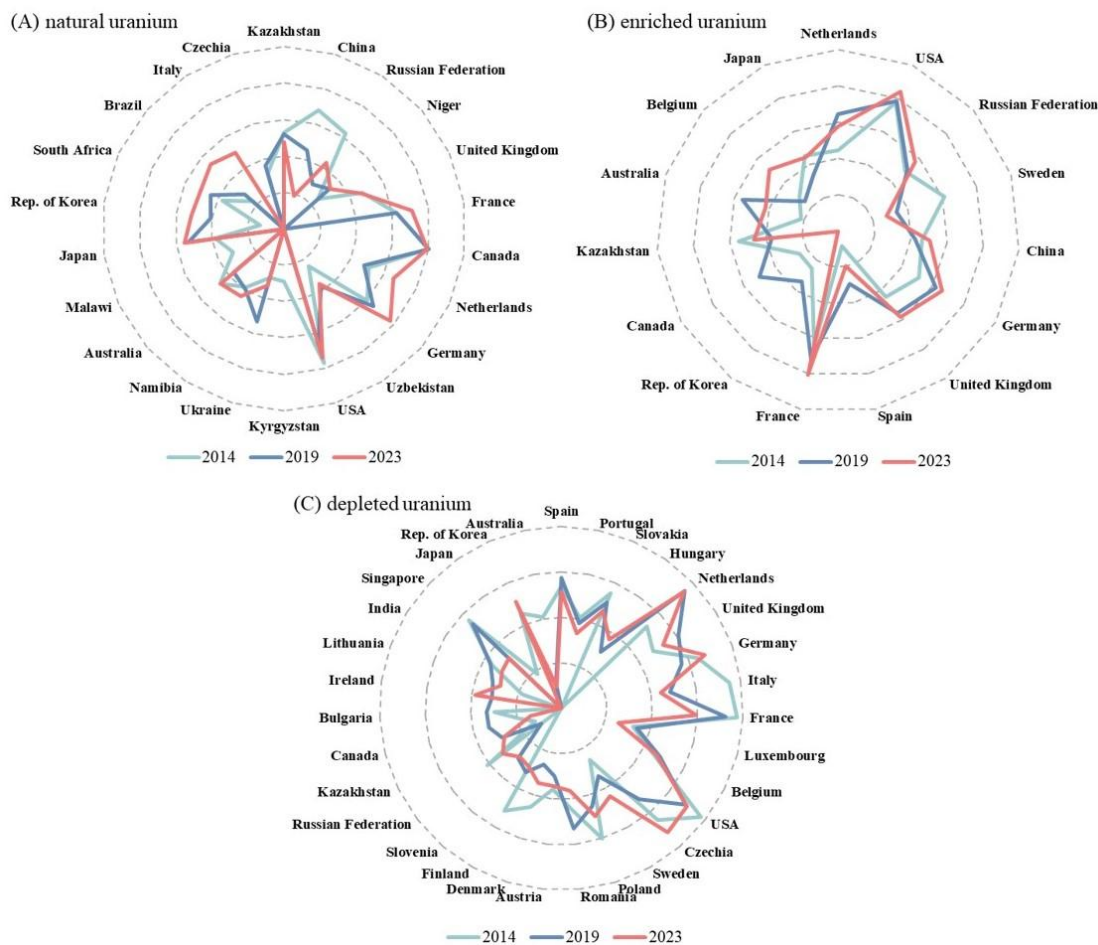 (A) natural uranium
Kazakhstan
China
Russian Federation
Niger
United Kingdom
France
Canada
Netherlands
Germany
Uzbekistan
USA
Kyrgyzstan
Ukraine
Namibia
Australia
Malawi
Japan
Rep. of Korea
South Africa
Brazil
Italy
Czechia
2014 2019 2023
(B) enriched uranium
Netherlands
USA
Russian Federation
Sweden
China
Germany
United Kingdom
Spain
France
Rep. of Korea
Canada
Kazakhstan
Australia
Belgium
Japan
2014 2019 2023
(C) depleted uranium
Spain
Portugal
Slovakia
Hungary
Netherlands
United Kingdom
Germany
Italy
France
Luxembourg
Belgium
USA
Czechia
Sweden
Poland
Romania
Austria
Denmark
Finland
Slovenia
Russian Federation
Kazakhstan
Canada
Bulgaria
Ireland
Lithuania
India
Singapore
Japan
Rep. of Korea
Australia
2014 2019 2023